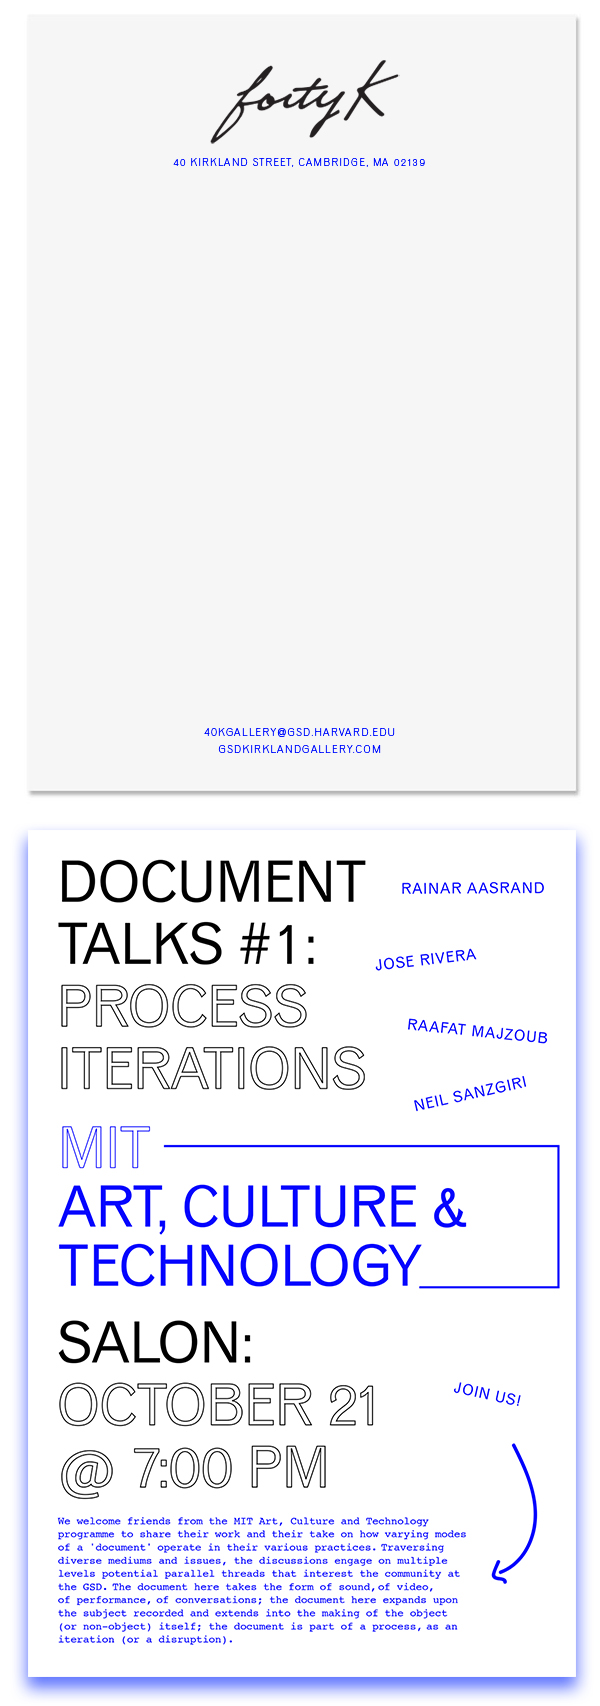 forty K
40 KIRKLAND STREET, CAMBRIDGE, MA 02139
40KGALLERY@GSD.HARVARD.EDU
GSDKIRKLANDGALLERY.COM
DOCUMENT
TALKS #1:
PROCESS
ITERATIONS
RAINAR AASRAND
JOSE RIVERA
RAAFAT MAJZOUB
NEIL SANZGIRI
MIT
ART, CULTURE &
TECHNOLOGY
SALON:
OCTOBER 21
@ 7:00 PM
JOIN US!
We welcome friends from the MIT Art, Culture and Technology
programme to share their work and their take on how varying modes
of a 'document' operate in their various practices. Traversing
diverse mediums and issues, the discussions engage on multiple
levels potential parallel threads that interest the community at
the GSD. The document here takes the form of sound, of video,
of performance, of conversations; the document here expands upon
the subject recorded and extends into the making of the object
(or non-object) itself; the document is part of a process, as an
iteration (or a disruption).